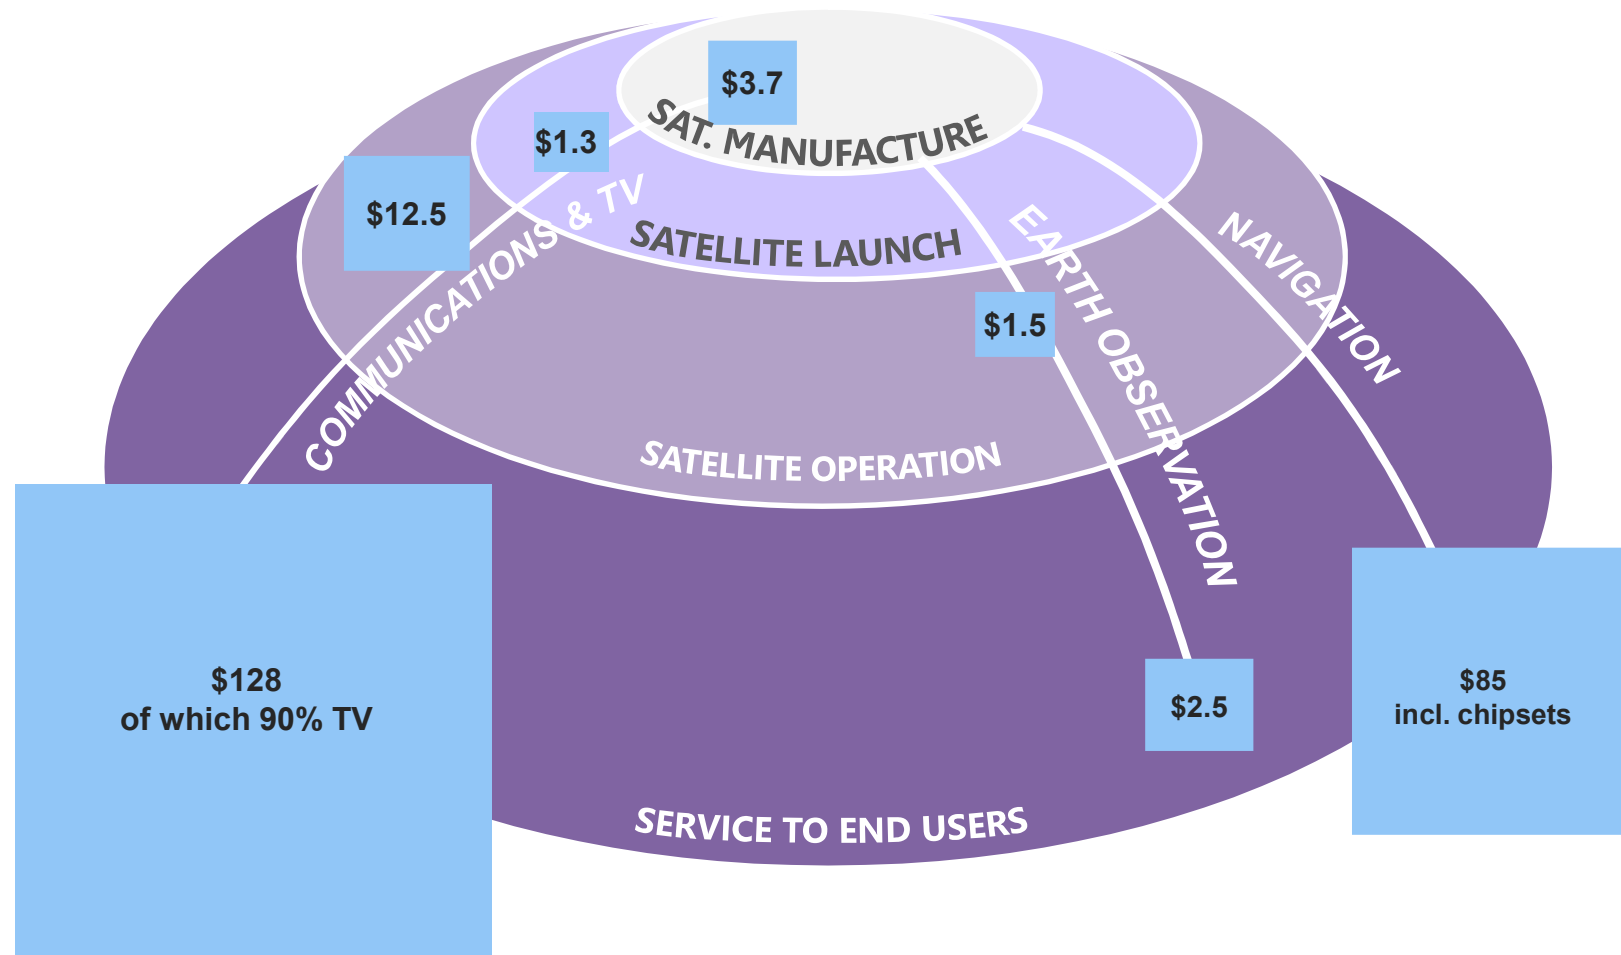 $3.7
SAT. MANUFACTURE
$1.3
$12.5
COMMUNICATIONS & TV
SATELLITE LAUNCH
EARTH OBSERVATION
NAVIGATION
$1.5
SATELLITE OPERATION
$128
of which 90% TV
$2.5
$85
incl. chipsets
SERVICE TO END USERS